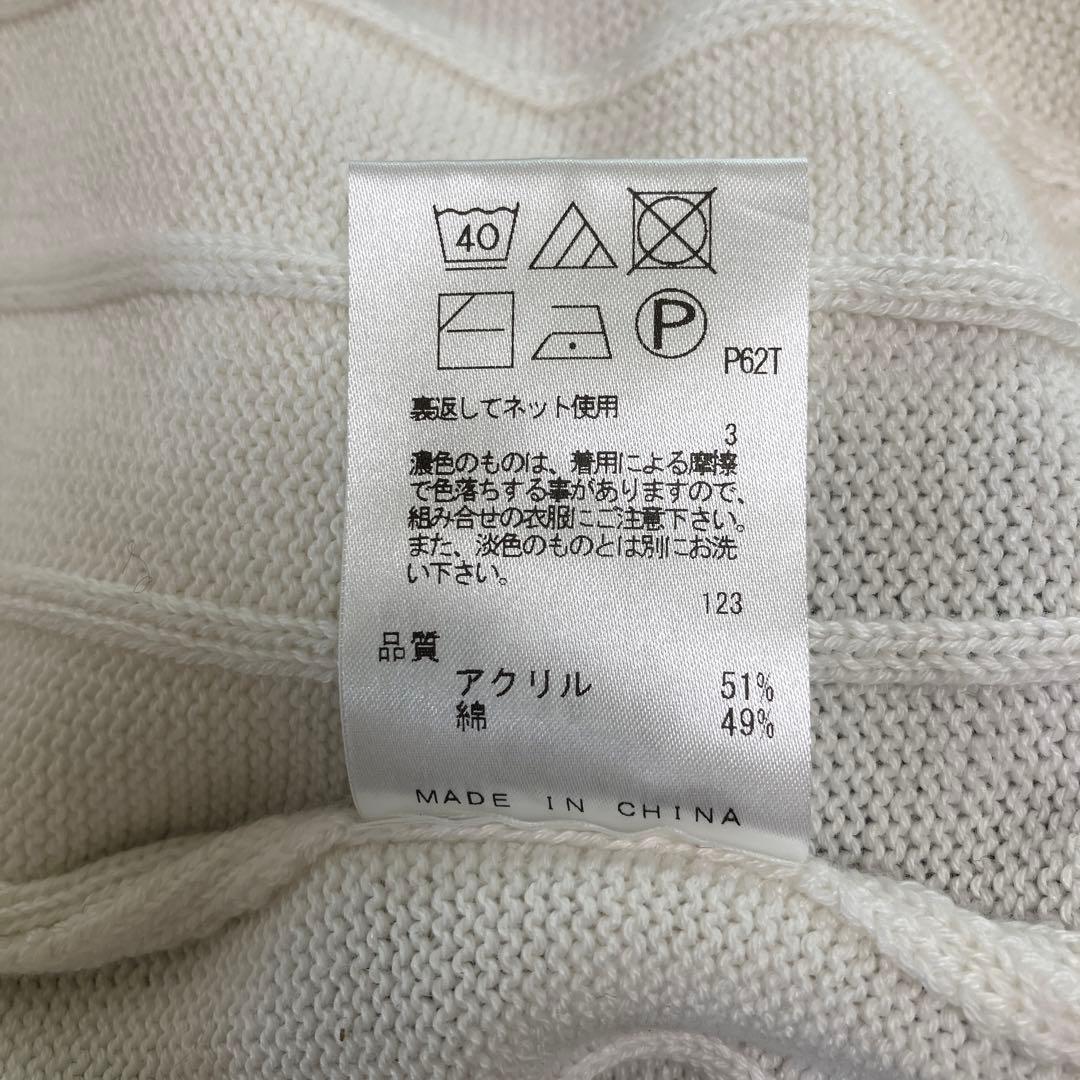 40
P
P62T
裏返してネット使用
3
濃色のものは、着用による摩擦
で色落ちする事がありますので、
組み合せの衣服にご注意下さい。
また、淡色のものとは別にお洗
い下さい。
123
品質
アクリル 51%
綿 49%
MADE IN CHINA